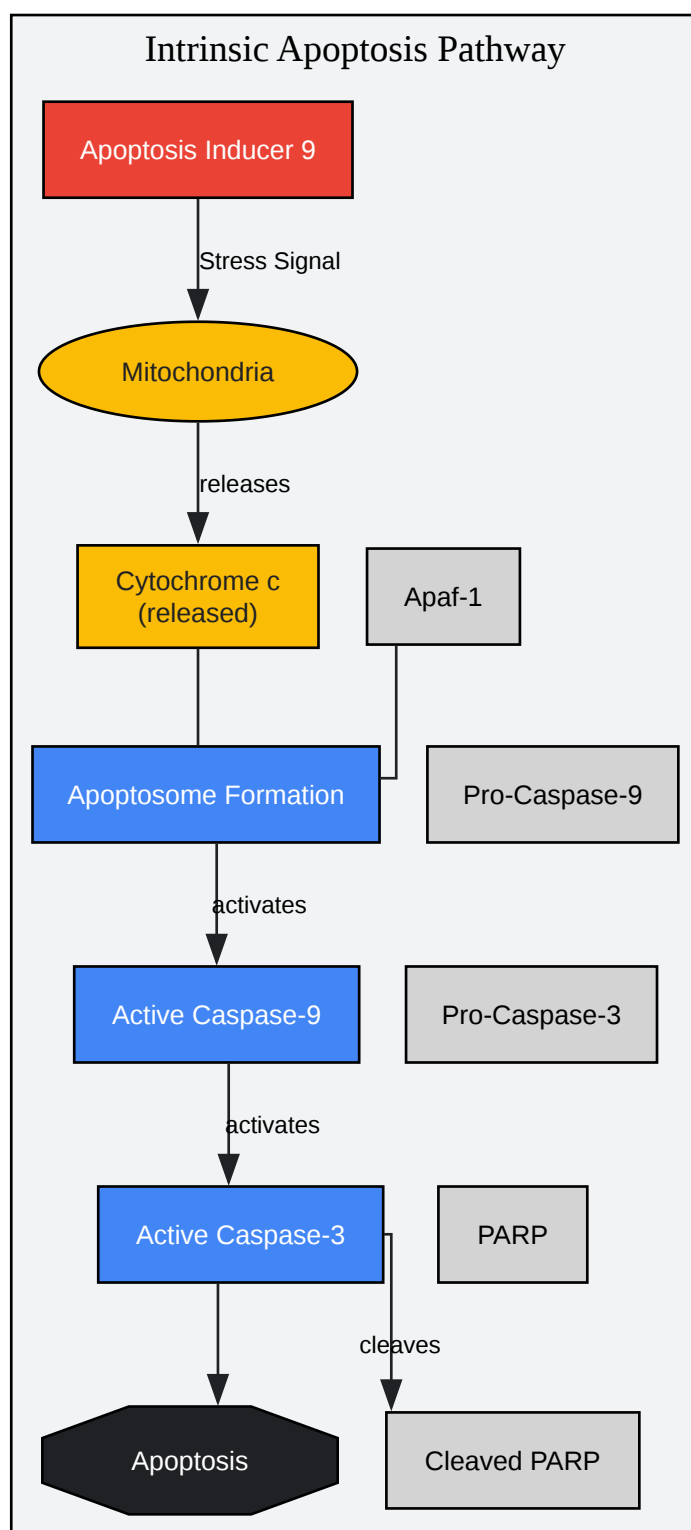 Intrinsic Apoptosis Pathway
Apoptosis Inducer 9
Stress Signal
Mitochondria
releases
Cytochrome c
(released)
Apaf-1
Apoptosome Formation
Pro-Caspase-9
activates
Active Caspase-9
Pro-Caspase-3
activates
Active Caspase-3
PARP
cleaves
Apoptosis
Cleaved PARP